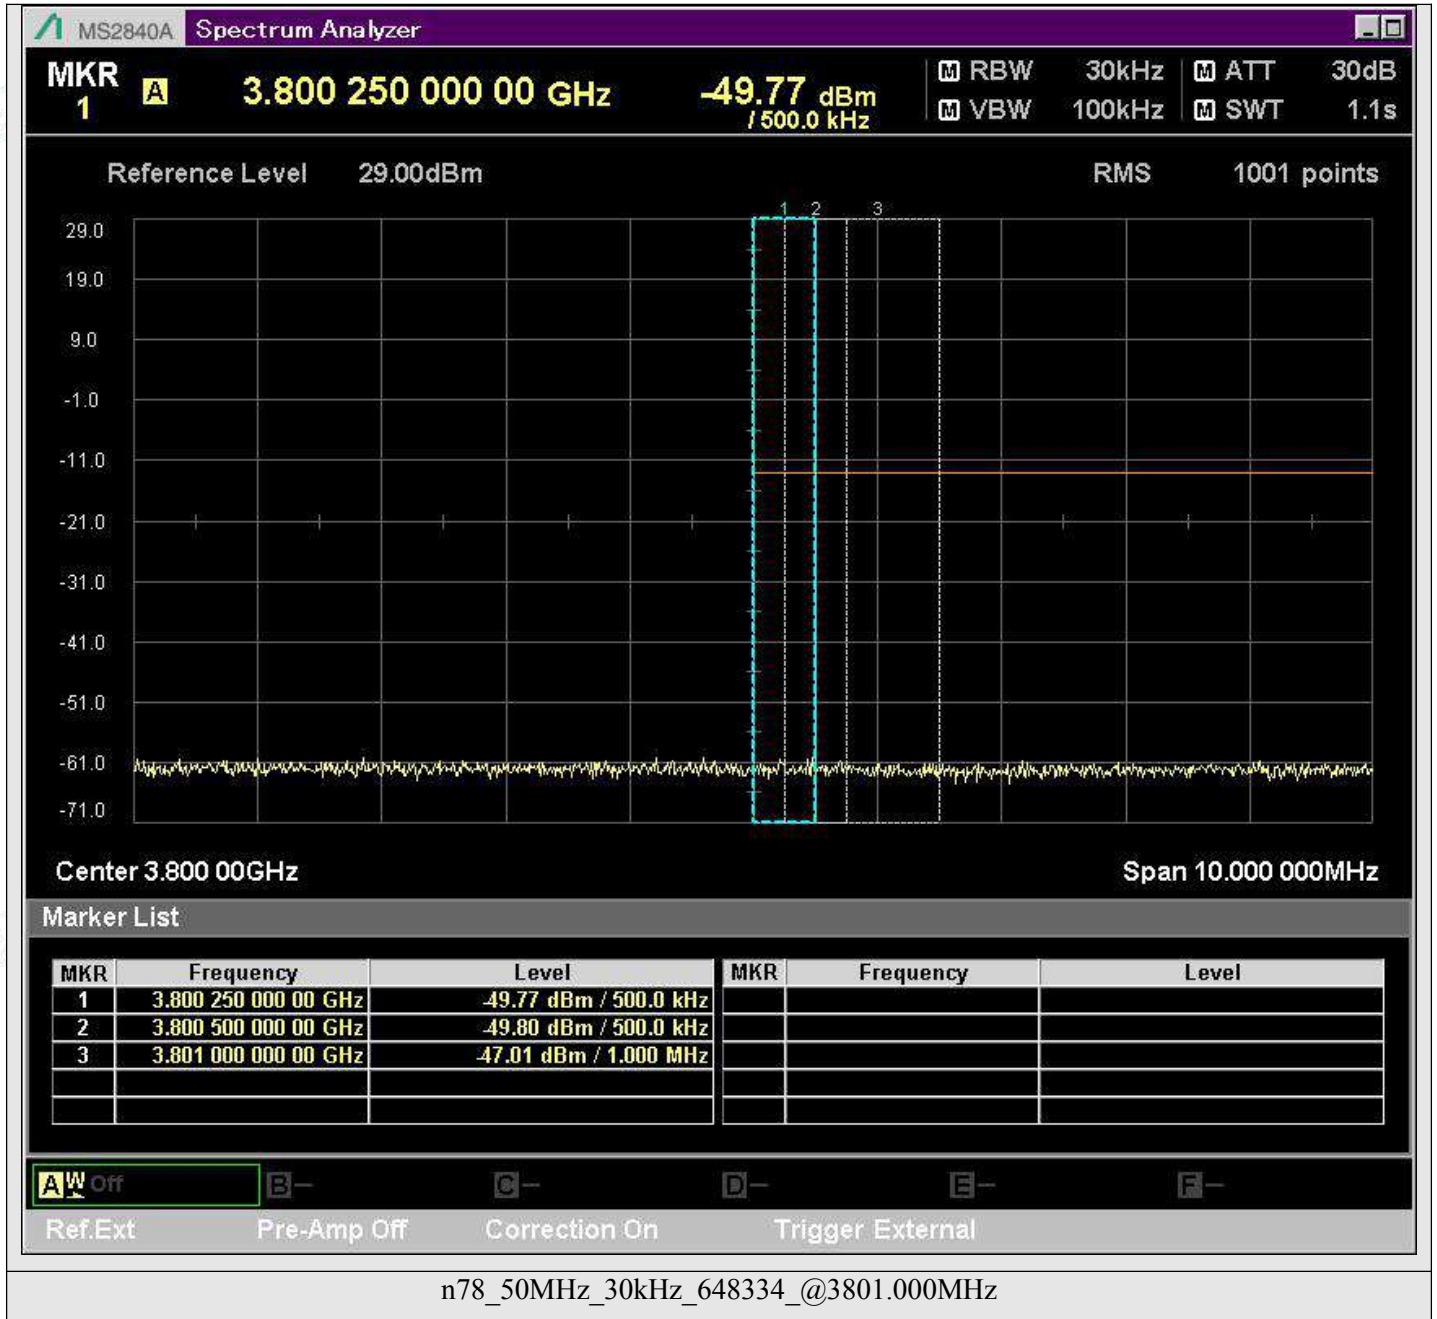 MS2840A Spectrum Analyzer
MKR A 3.800 250 000 00 GHz -49.77 dBm M RBW 30kHz M ATT 30dB
1 / 500.0 kHz M VBW 100kHz M SWT 1.1s
Reference Level 29.00dBm RMS 1001 points
1 2 3
29.0
19.0
9.0
-1.0
-11.0
-21.0
-31.0
-41.0
-51.0
-61.0
-71.0
Center 3.800 00GHz Span 10.000 000MHz
Marker List
MKR Frequency Level MKR Frequency Level
1 3.800 250 000 00 GHz -49.77 dBm / 500.0 kHz
2 3.800 500 000 00 GHz -49.80 dBm / 500.0 kHz
3 3.801 000 000 00 GHz -47.01 dBm / 1.000 MHz
A W Off B – C – D – E – F –
Ref.Ext Pre-Amp Off Correction On Trigger External
n78_50MHz_30kHz_648334_@3801.000MHz